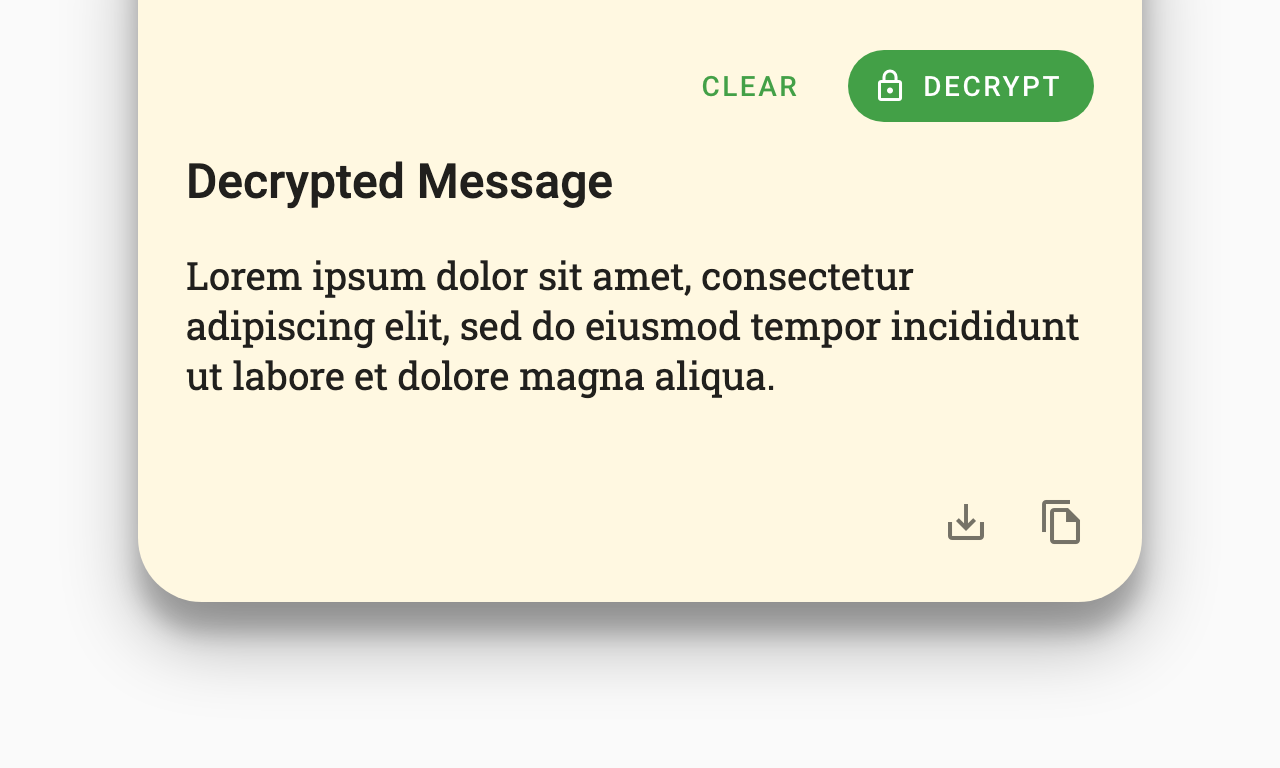 CLEAR DECRYPT
Decrypted Message
Lorem ipsum dolor sit amet, consectetur
adipiscing elit, sed do eiusmod tempor incididunt
ut labore et dolore magna aliqua.